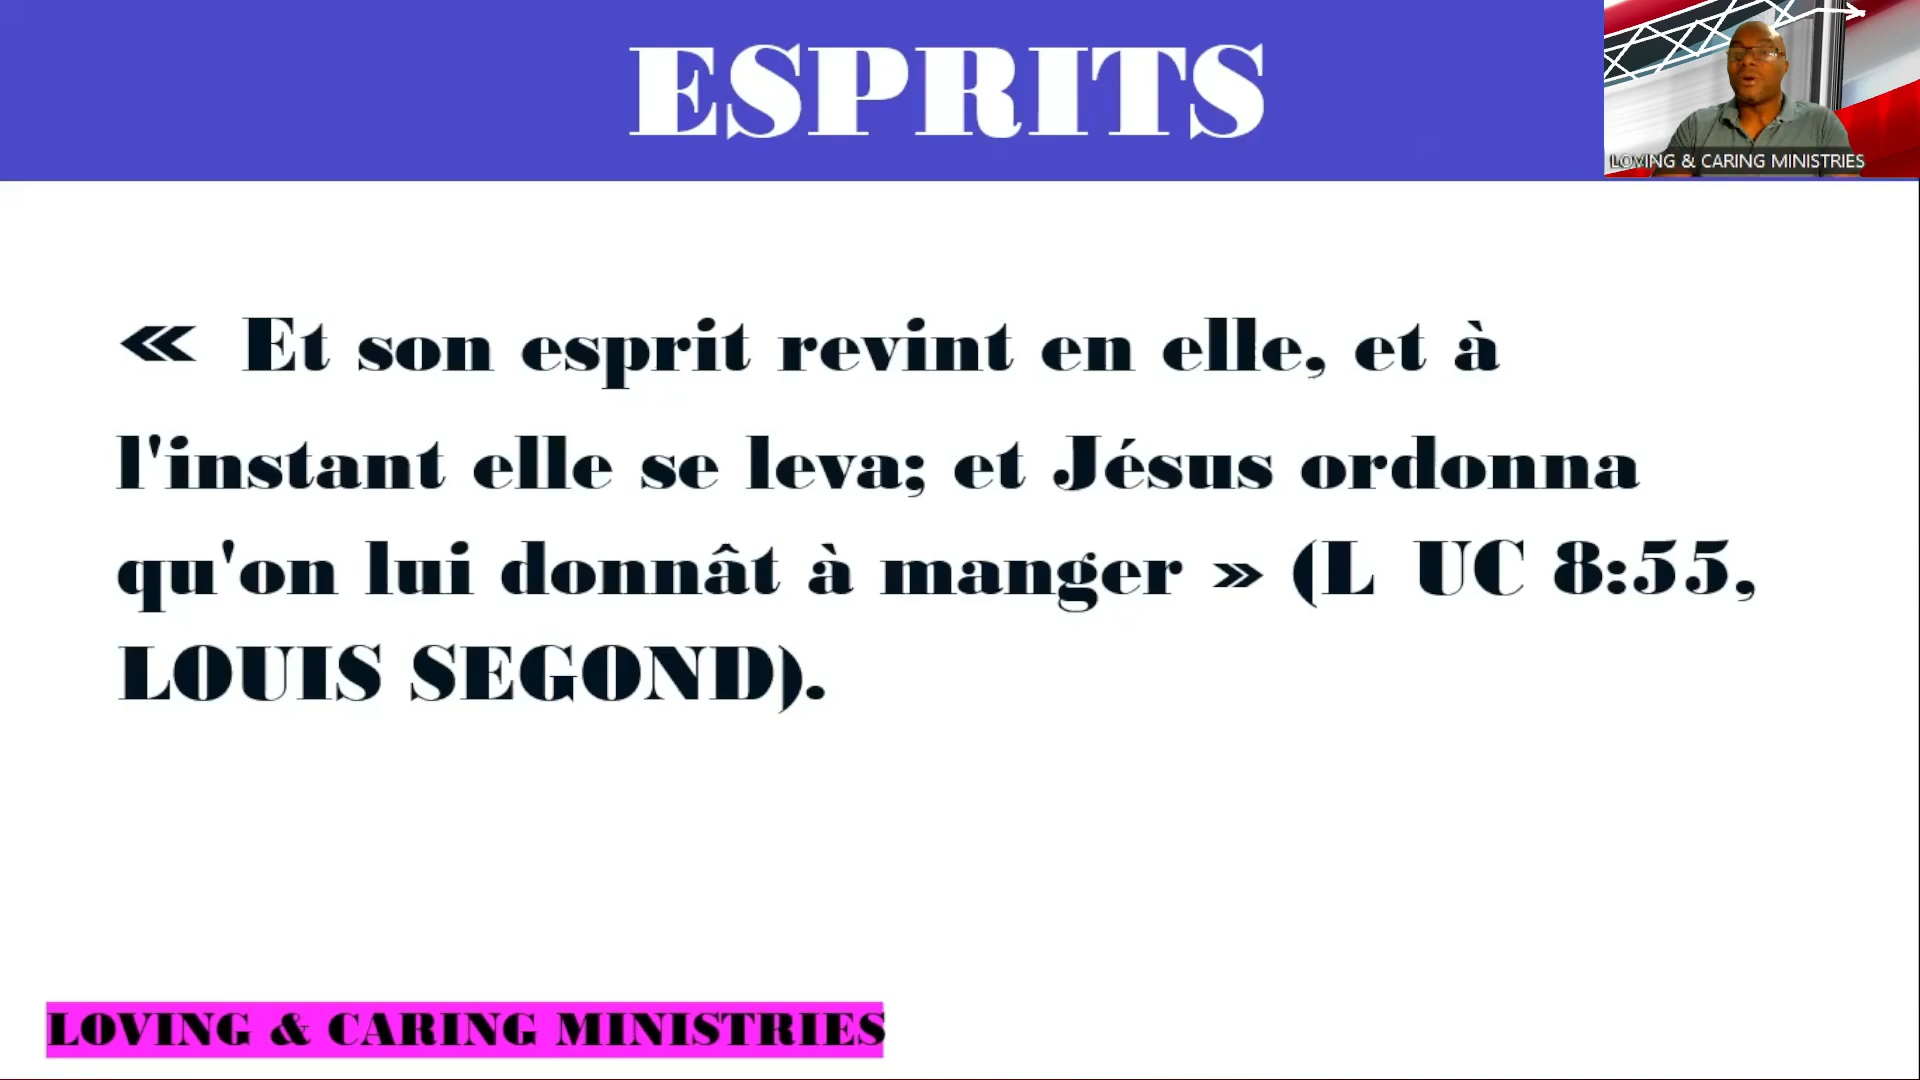 ESPRITS
LOVING & CARING MINISTRIES
« Et son esprit revint en elle, et à
l'instant elle se leva; et Jésus ordonna
qu'on lui donnât à manger » (L UC 8:55,
LOUIS SEGOND).
LOVING & CARING MINISTRIES